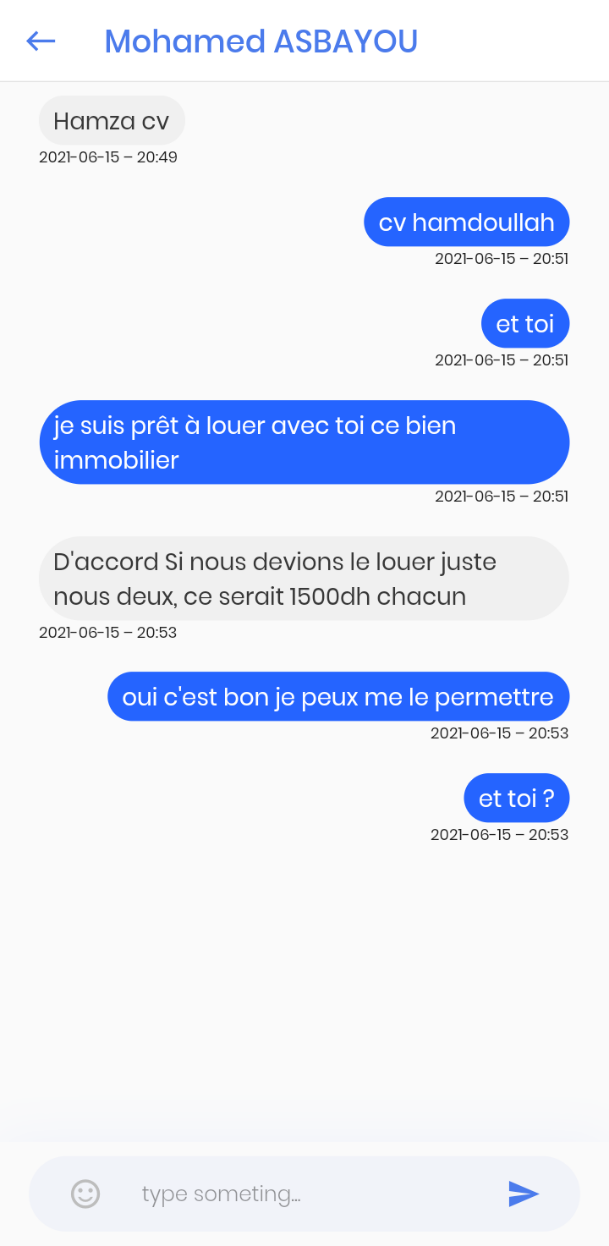 Mohamed ASBAYOU
Hamza cv
2021-06-15 – 20:49
cv hamdoullah
2021-06-15 – 20:51
et toi
2021-06-15 – 20:51
je suis prêt à louer avec toi ce bien
immobilier
2021-06-15 – 20:51
D'accord Si nous devions le louer juste
nous deux, ce serait 1500dh chacun
2021-06-15 – 20:53
oui c'est bon je peux me le permettre
2021-06-15 – 20:53
et toi ?
2021-06-15 – 20:53
type someting...